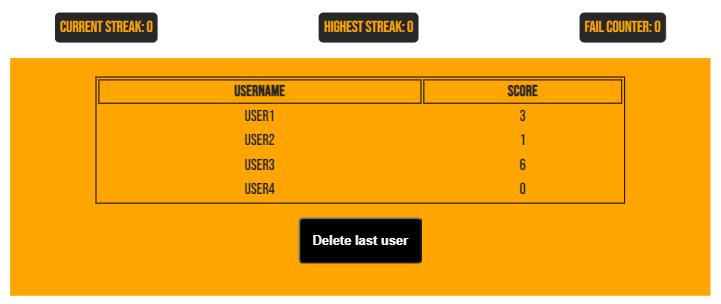 CURRENT STREAK: 0 HIGHEST STREAK: 0 FAIL COUNTER: 0
USERNAME SCORE
USER1 3
USER2 1
USER3 6
USER4 0
Delete last user